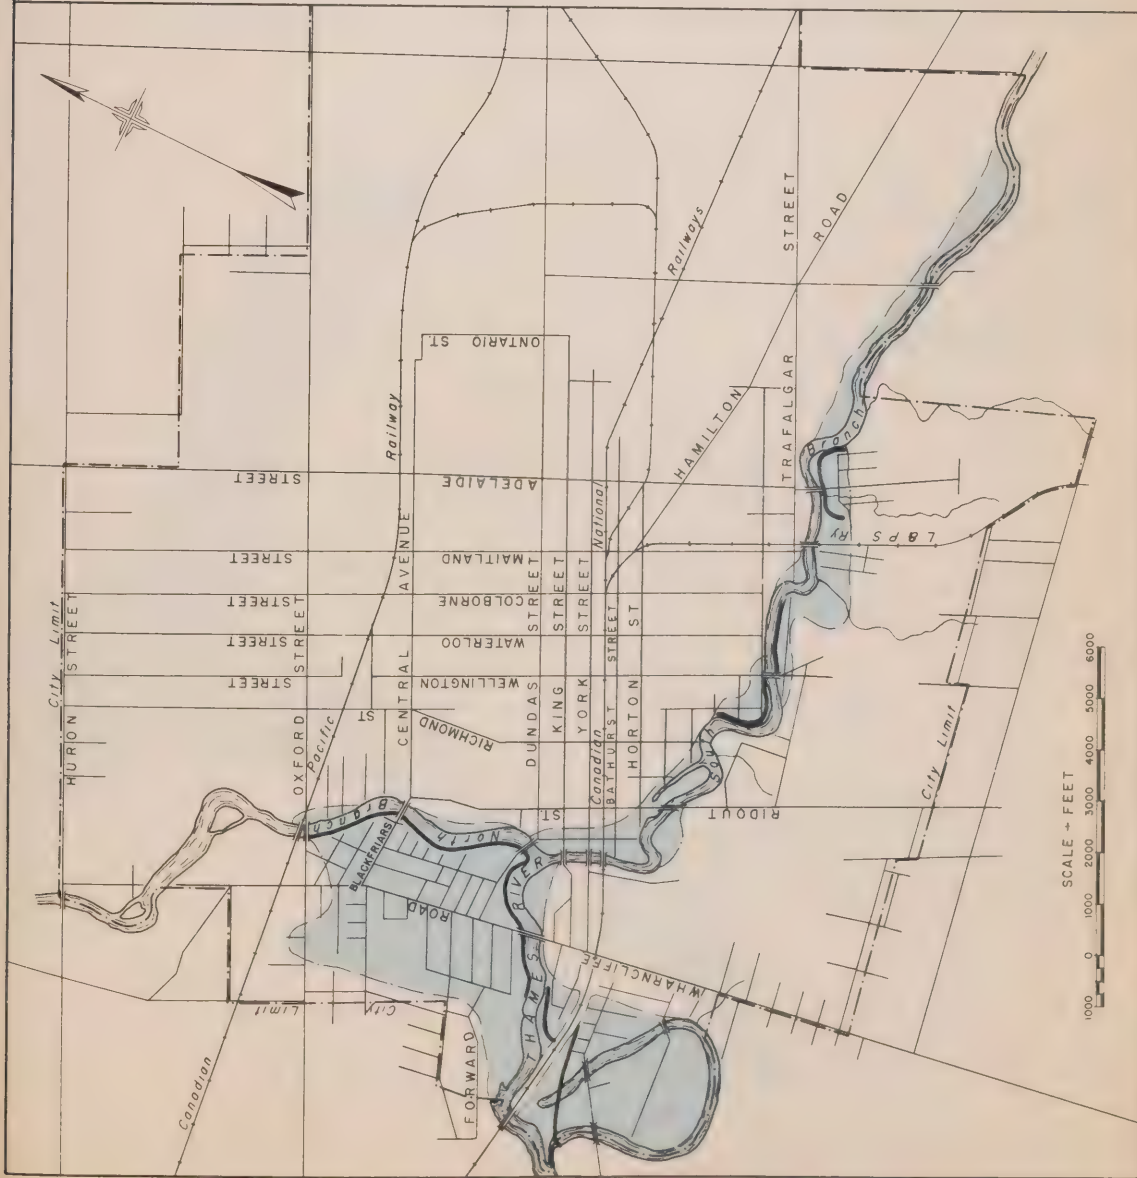 City Limit
HURON STREET
OXFORD STREET
Canadian
Pacific
Railway
CENTRAL AVENUE
ADELAIDE STREET
MAITLAND STREET
COLBORNE STREET
WATERLOO STREET
WELLINGTON STREET
RICHMOND ST
ONTARIO ST.
DUNDAS STREET
KING STREET
YORK STREET
Canadian
National
Railways
BATHURST STREET
HORTON ST
HAMILTON ROAD
TRAFALGAR STREET
RIDOUT ST
L & P S Ry
North Branch
South Branch
THAMES RIVER
BLACKFRIARS
WHARNCLIFFE ROAD
FORWARD
City Limit
City Limit
SCALE - FEET
1000 0 1000 2000 3000 4000 5000 6000